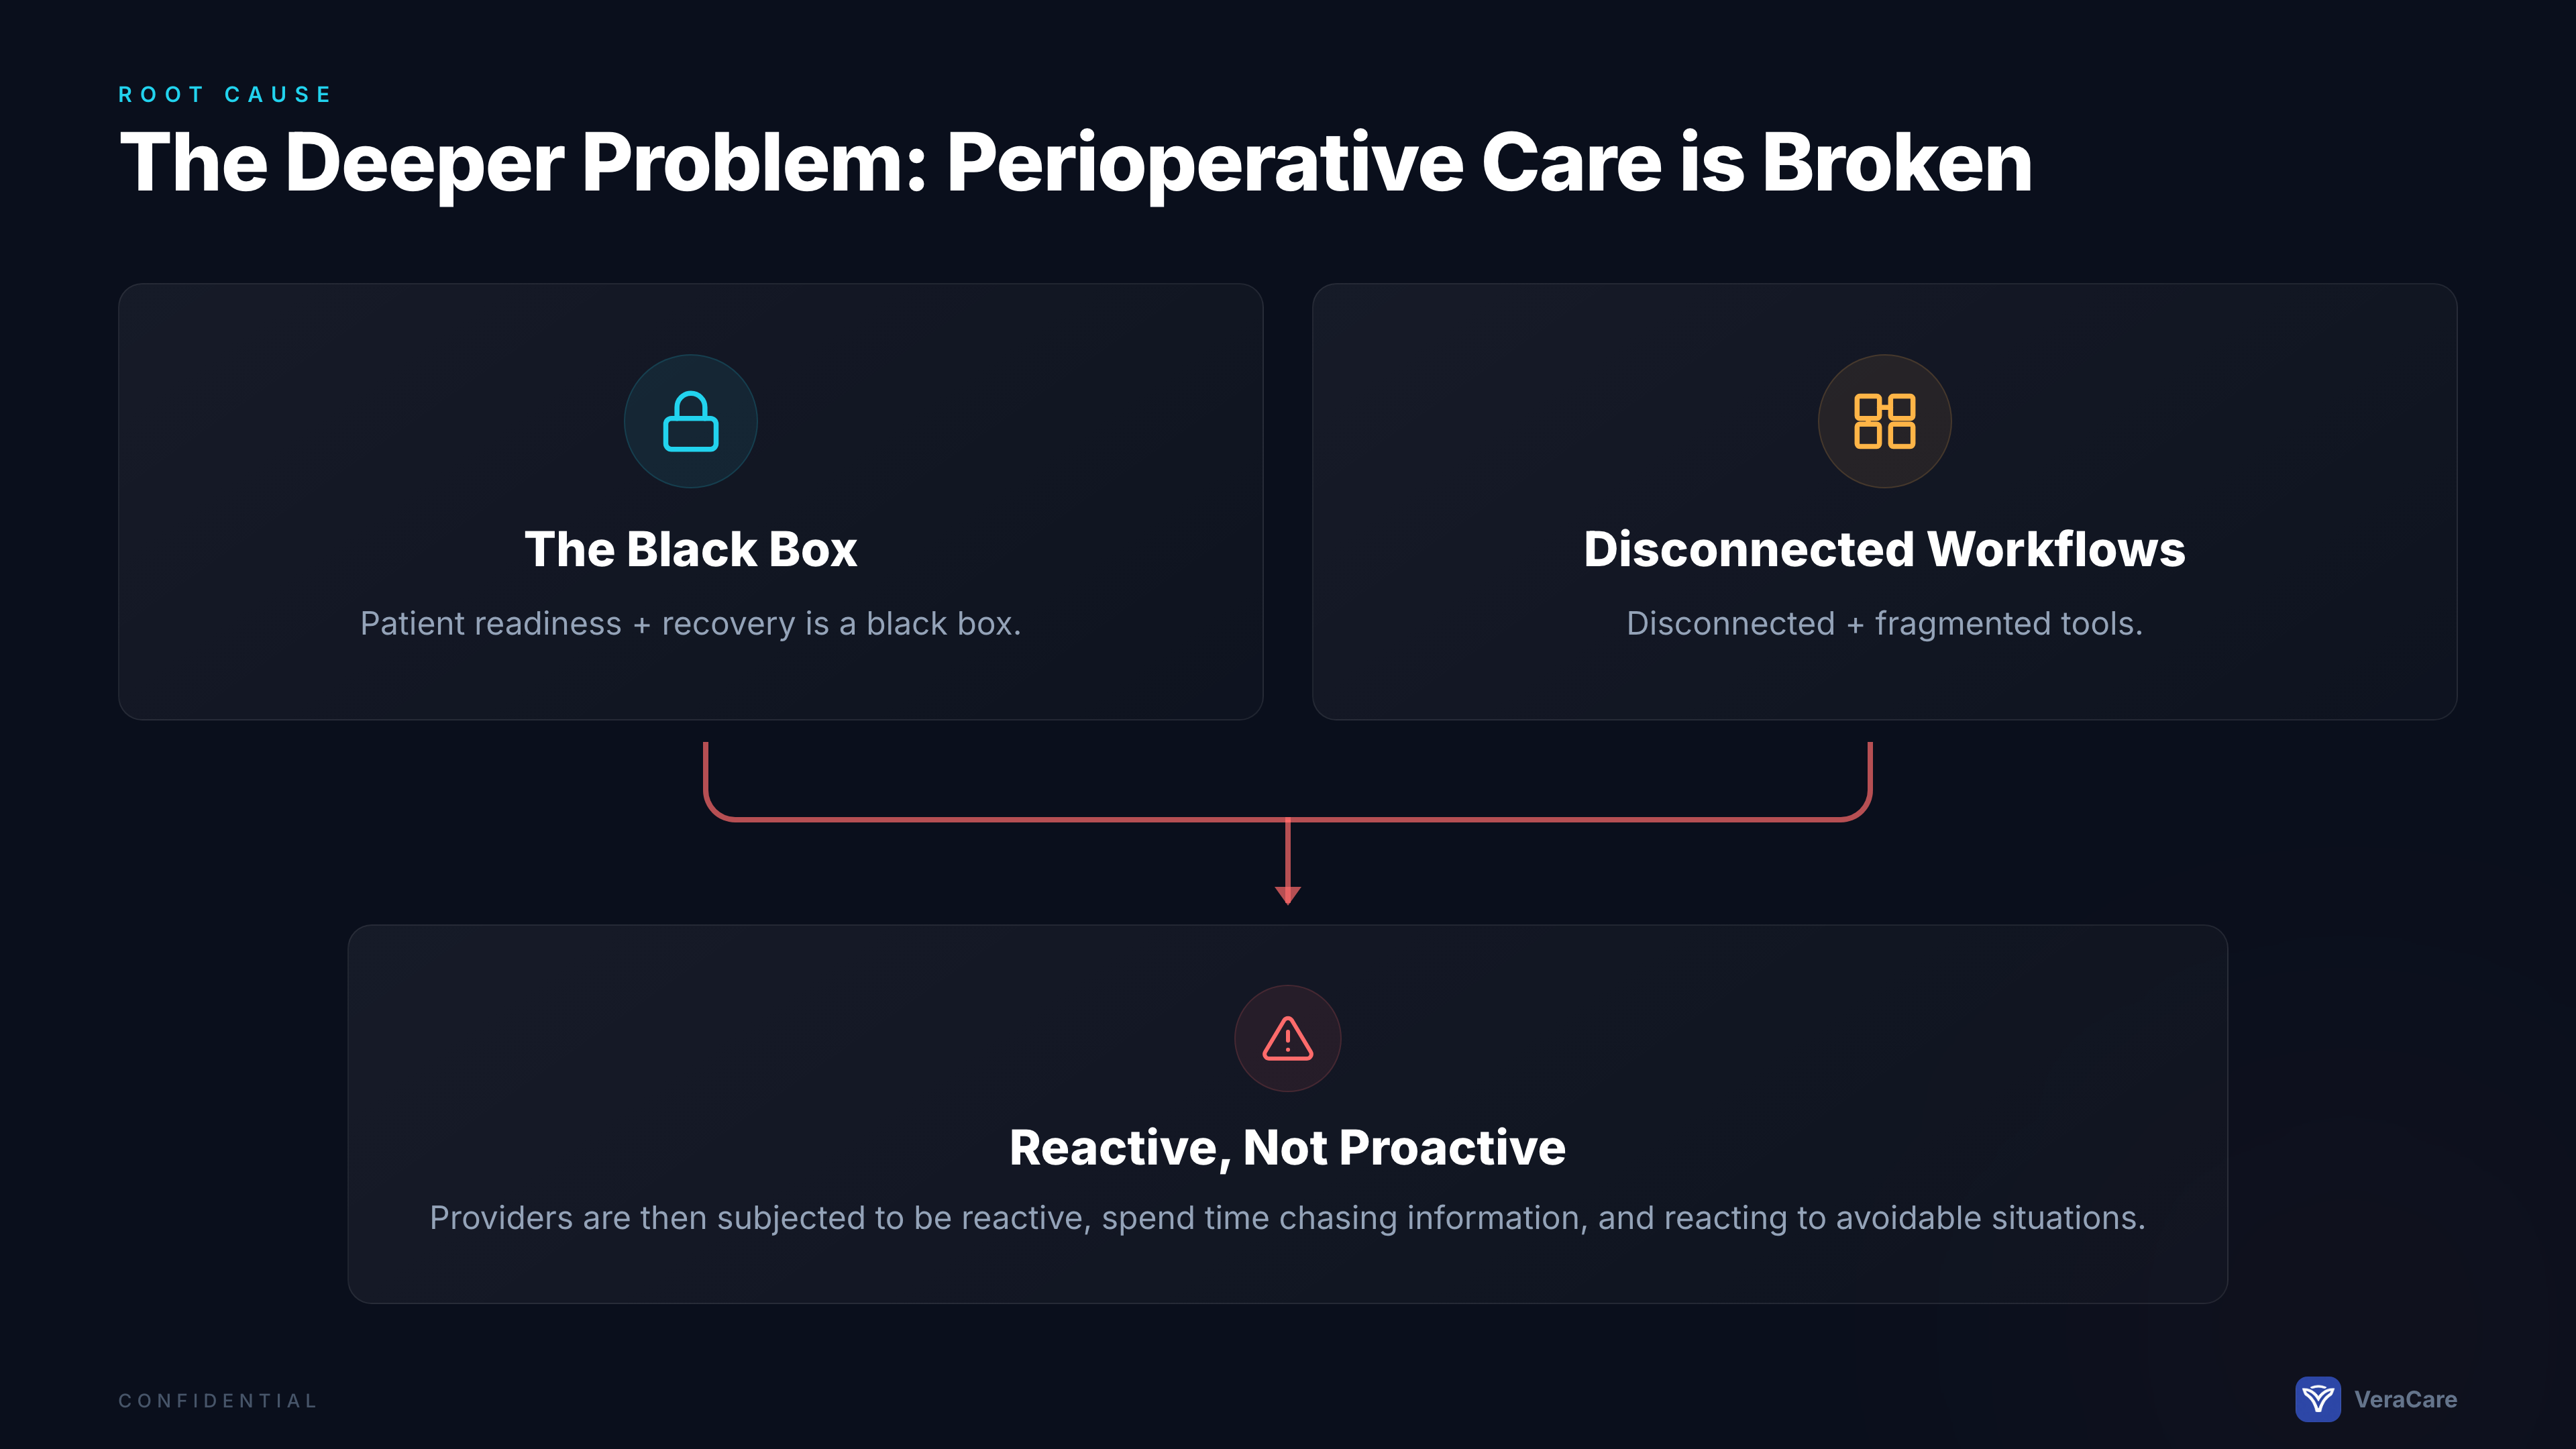 ROOT CAUSE
The Deeper Problem: Perioperative Care is Broken
The Black Box
Patient readiness + recovery is a black box.
Disconnected Workflows
Disconnected + fragmented tools.
Reactive, Not Proactive
Providers are then subjected to be reactive, spend time chasing information, and reacting to avoidable situations.
CONFIDENTIAL
VeraCare